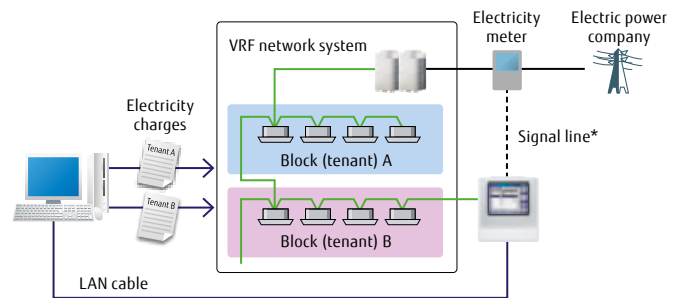 Electricity
meter
Electric power
company
VRF network system
Electricity
charges
Tenant A
Block (tenant) A
Signal line*
Tenant B
Block (tenant) B
LAN cable